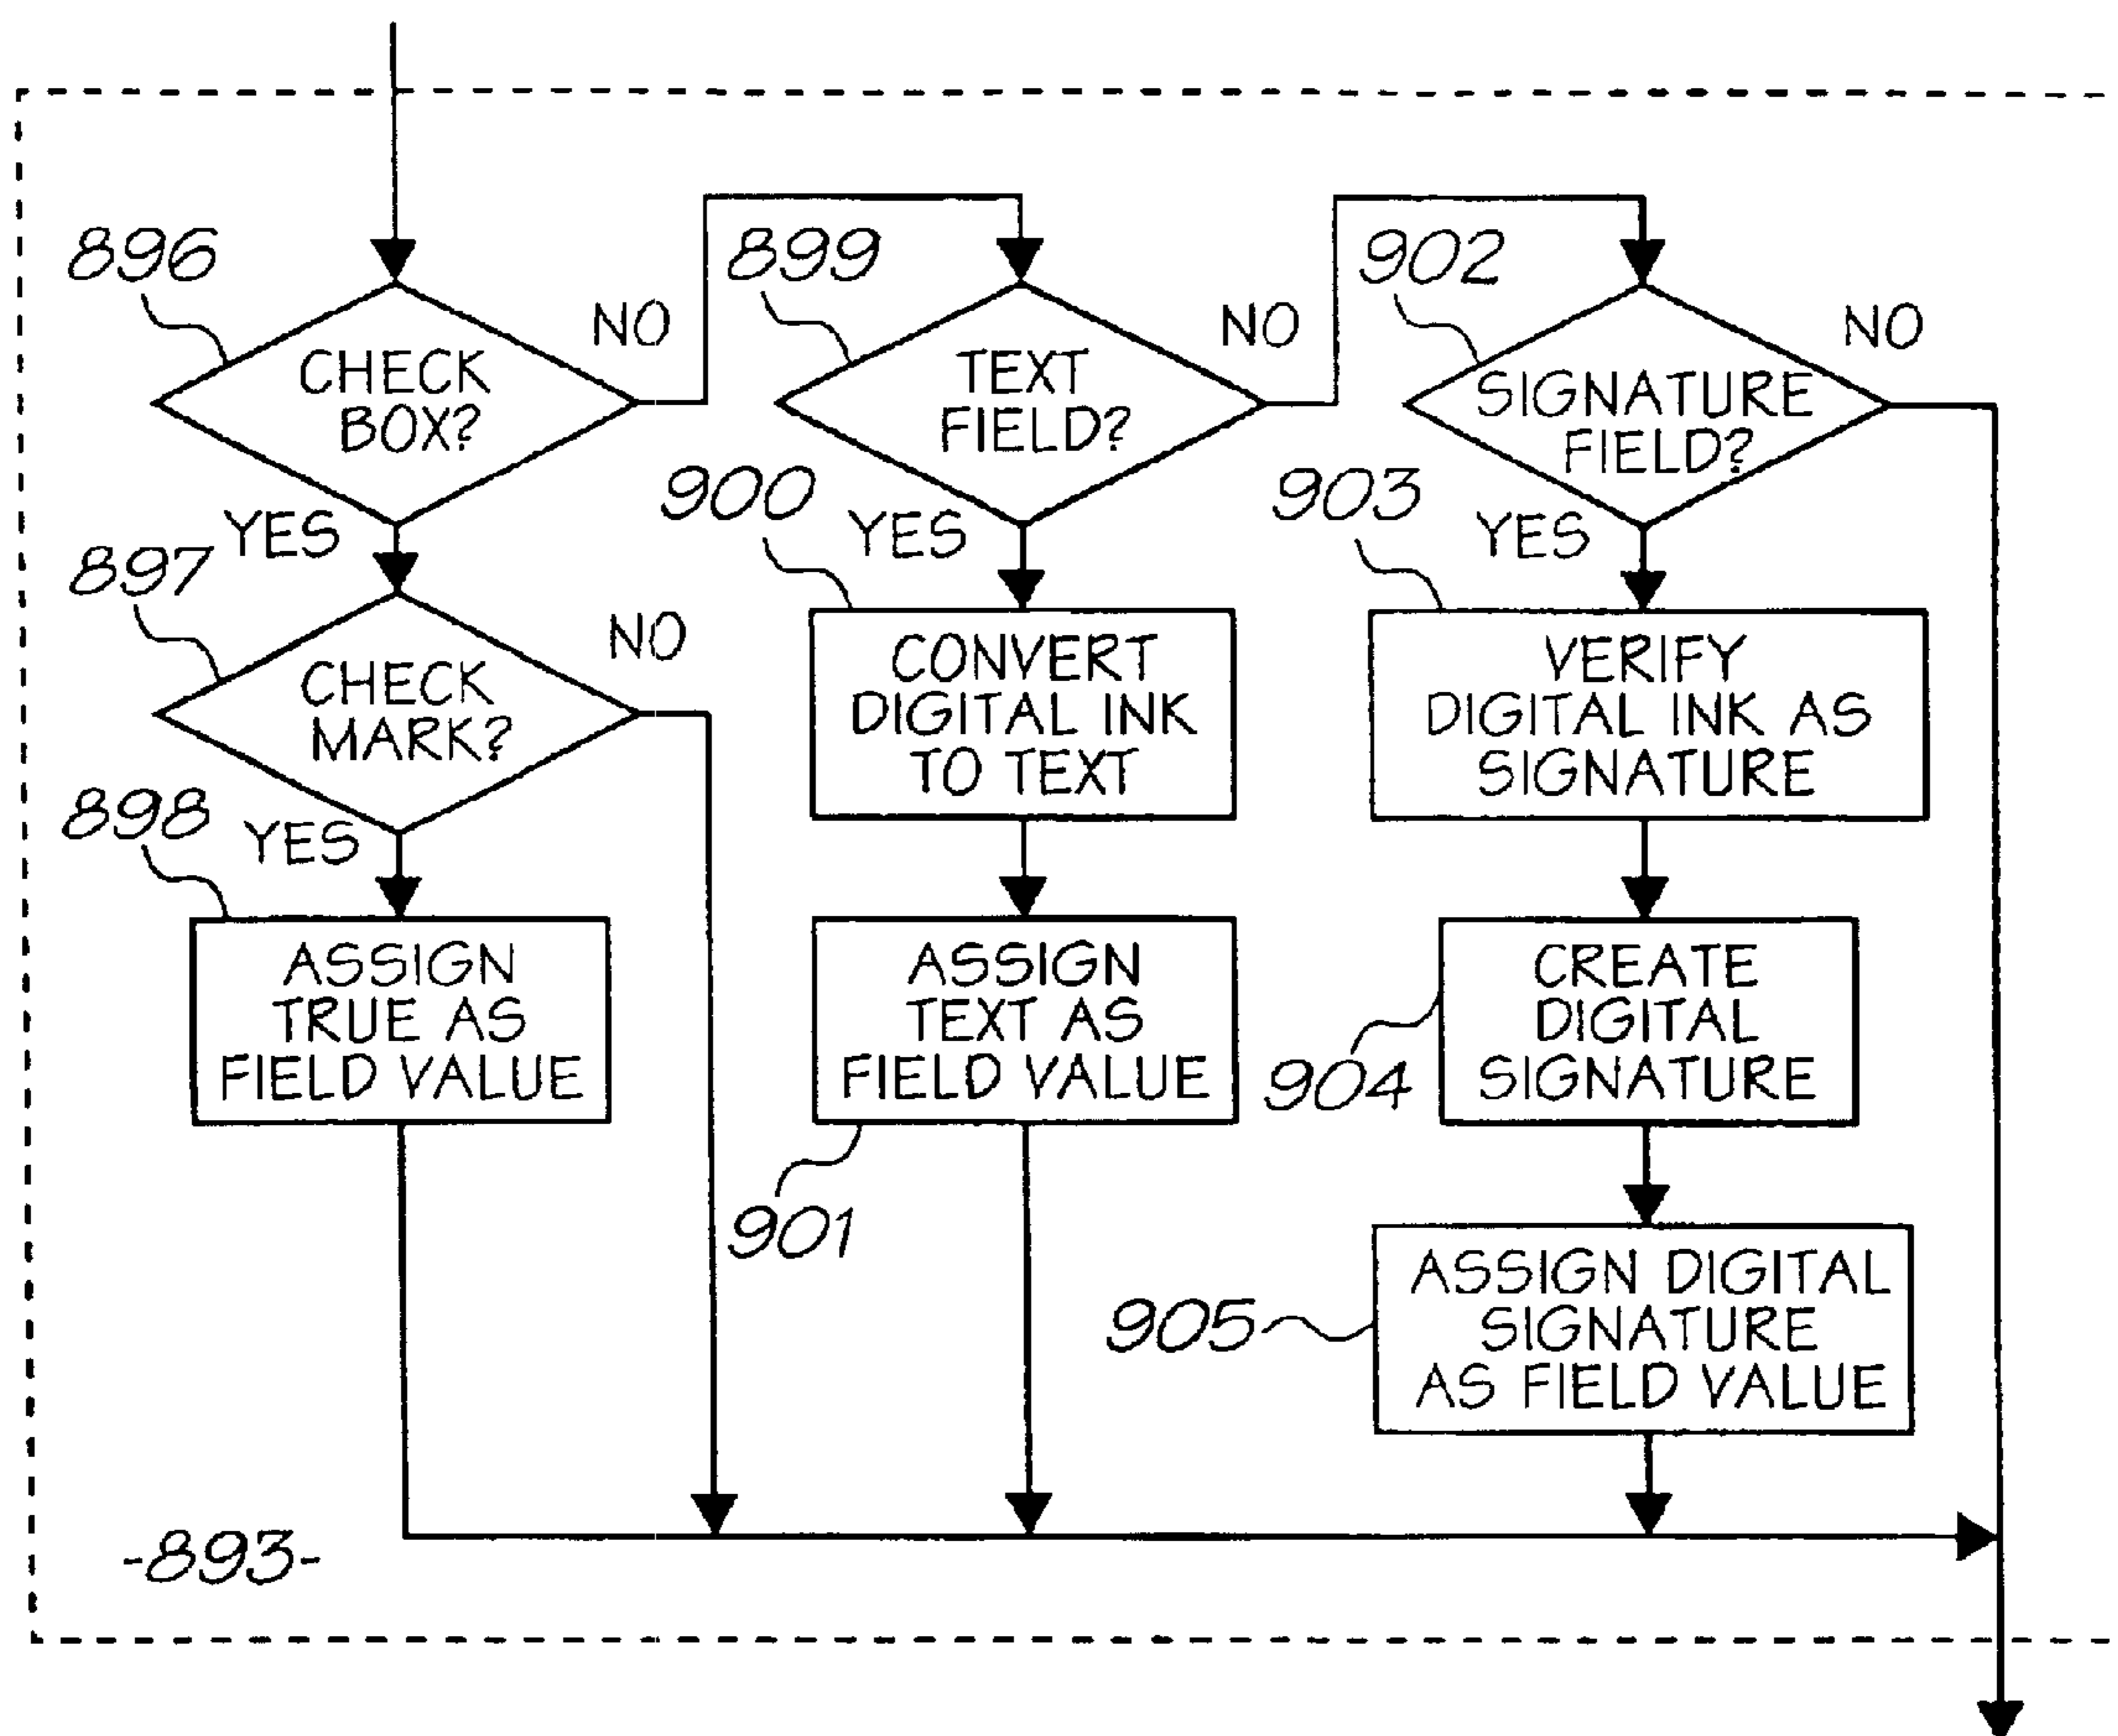 896
CHECK
BOX?
NO
YES
899
TEXT
FIELD?
NO
YES
902
SIGNATURE
FIELD?
NO
YES
897
CHECK
MARK?
NO
YES
900
CONVERT
DIGITAL INK
TO TEXT
903
VERIFY
DIGITAL INK AS
SIGNATURE
898
ASSIGN
TRUE AS
FIELD VALUE
ASSIGN
TEXT AS
FIELD VALUE
901
CREATE
DIGITAL
SIGNATURE
904
905
ASSIGN DIGITAL
SIGNATURE
AS FIELD VALUE
-893-